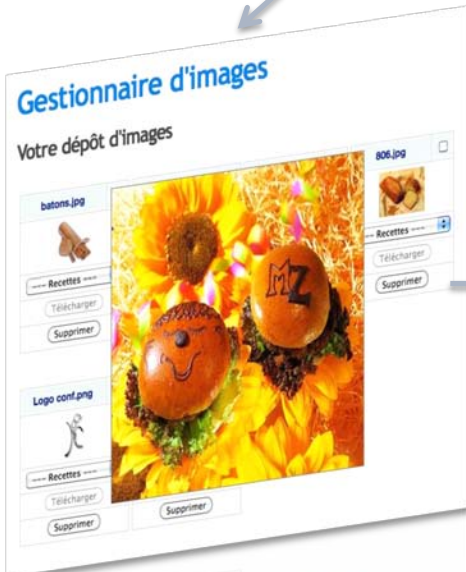 Gestionnaire d'images
Votre dépôt d'images
batons.jpg
--- Recettes ---
Télécharger
Supprimer
806.jpg
--- Recettes ---
Télécharger
Supprimer
MZ
Logo conf.png
--- Recettes ---
Télécharger
Supprimer
Supprimer